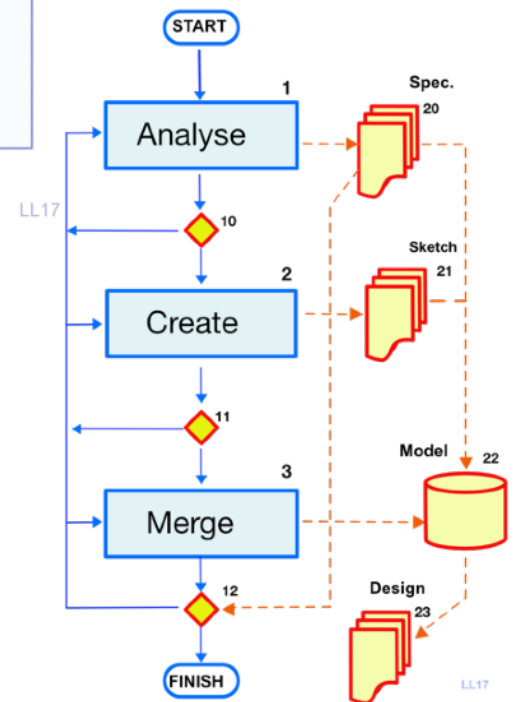 START
1
Analyse
Spec.
20
LL17
10
2
Create
Sketch
21
11
3
Merge
Model
22
12
Design
23
FINISH
LL17